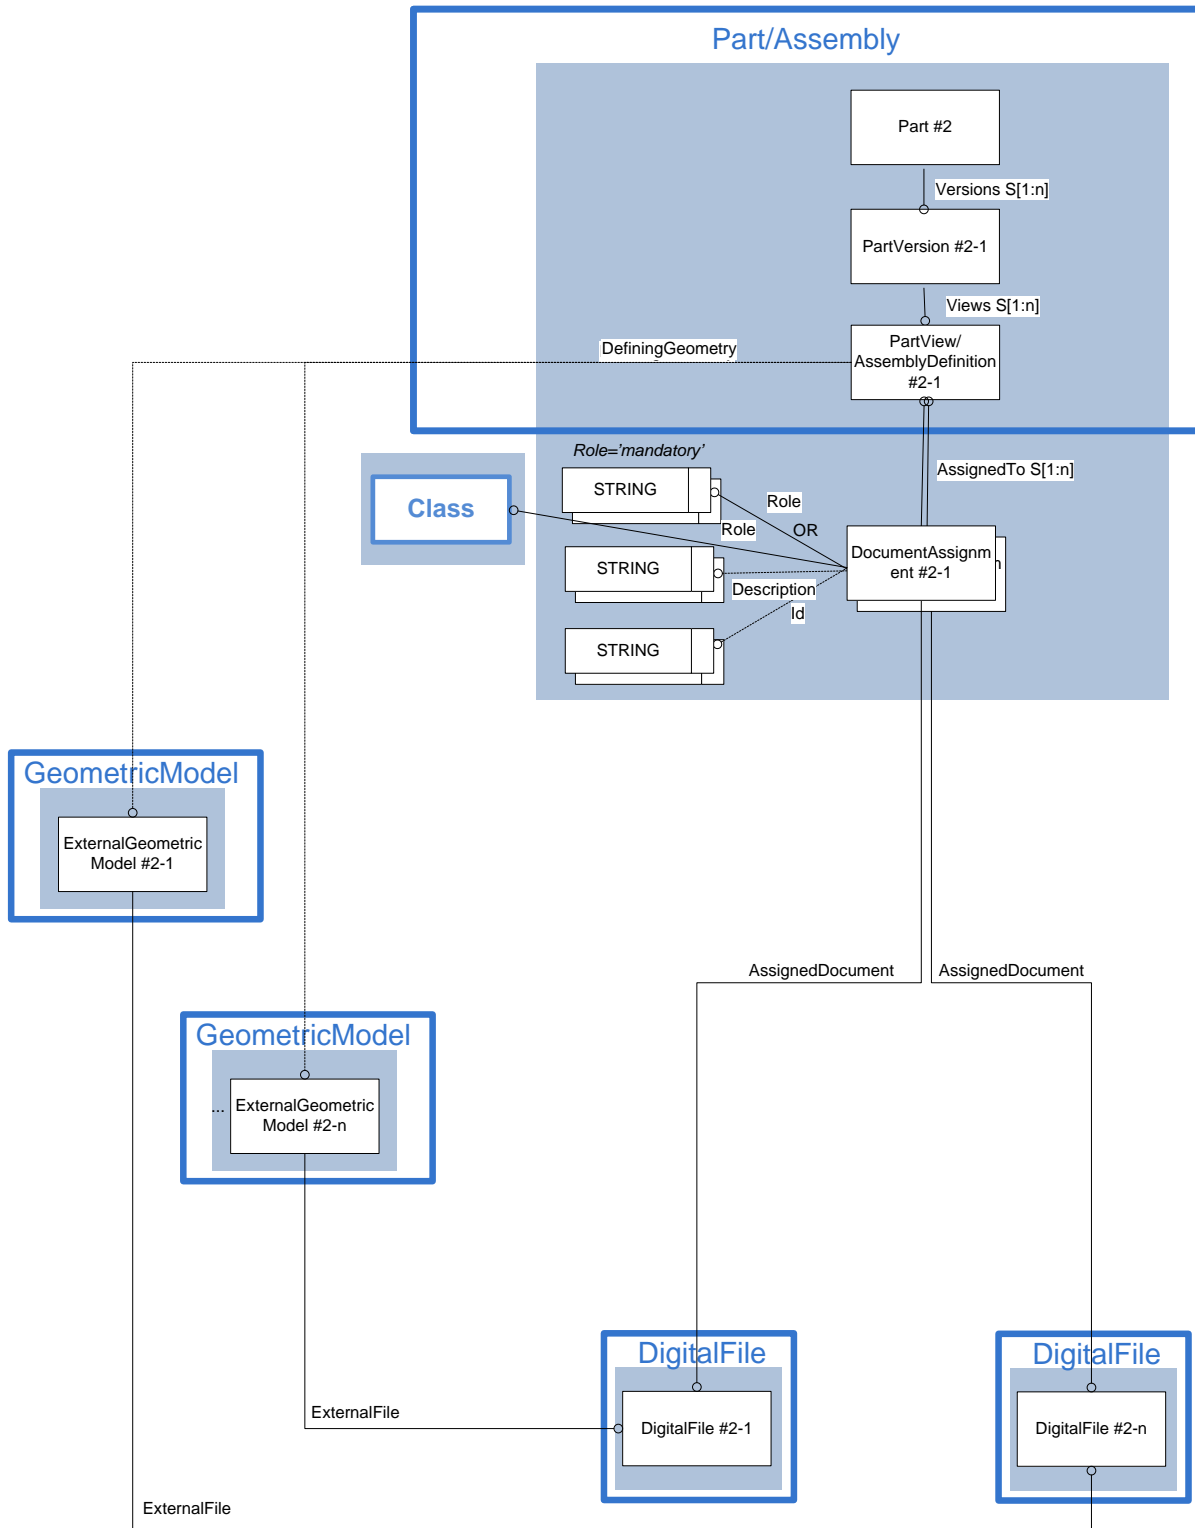 Part/Assembly
Part #2
Versions S[1:n]
PartVersion #2-1
Views S[1:n]
PartView/
AssemblyDefinition
#2-1
DefiningGeometry
Role='mandatory'
AssignedTo S[1:n]
STRING
Class
Role
Role
OR
DocumentAssignm
ent #2-1
n
STRING
Description
Id
STRING
GeometricModel
ExternalGeometric
Model #2-1
AssignedDocument
AssignedDocument
GeometricModel
...
ExternalGeometric
Model #2-n
DigitalFile
DigitalFile
ExternalFile
DigitalFile #2-1
DigitalFile #2-n
ExternalFile